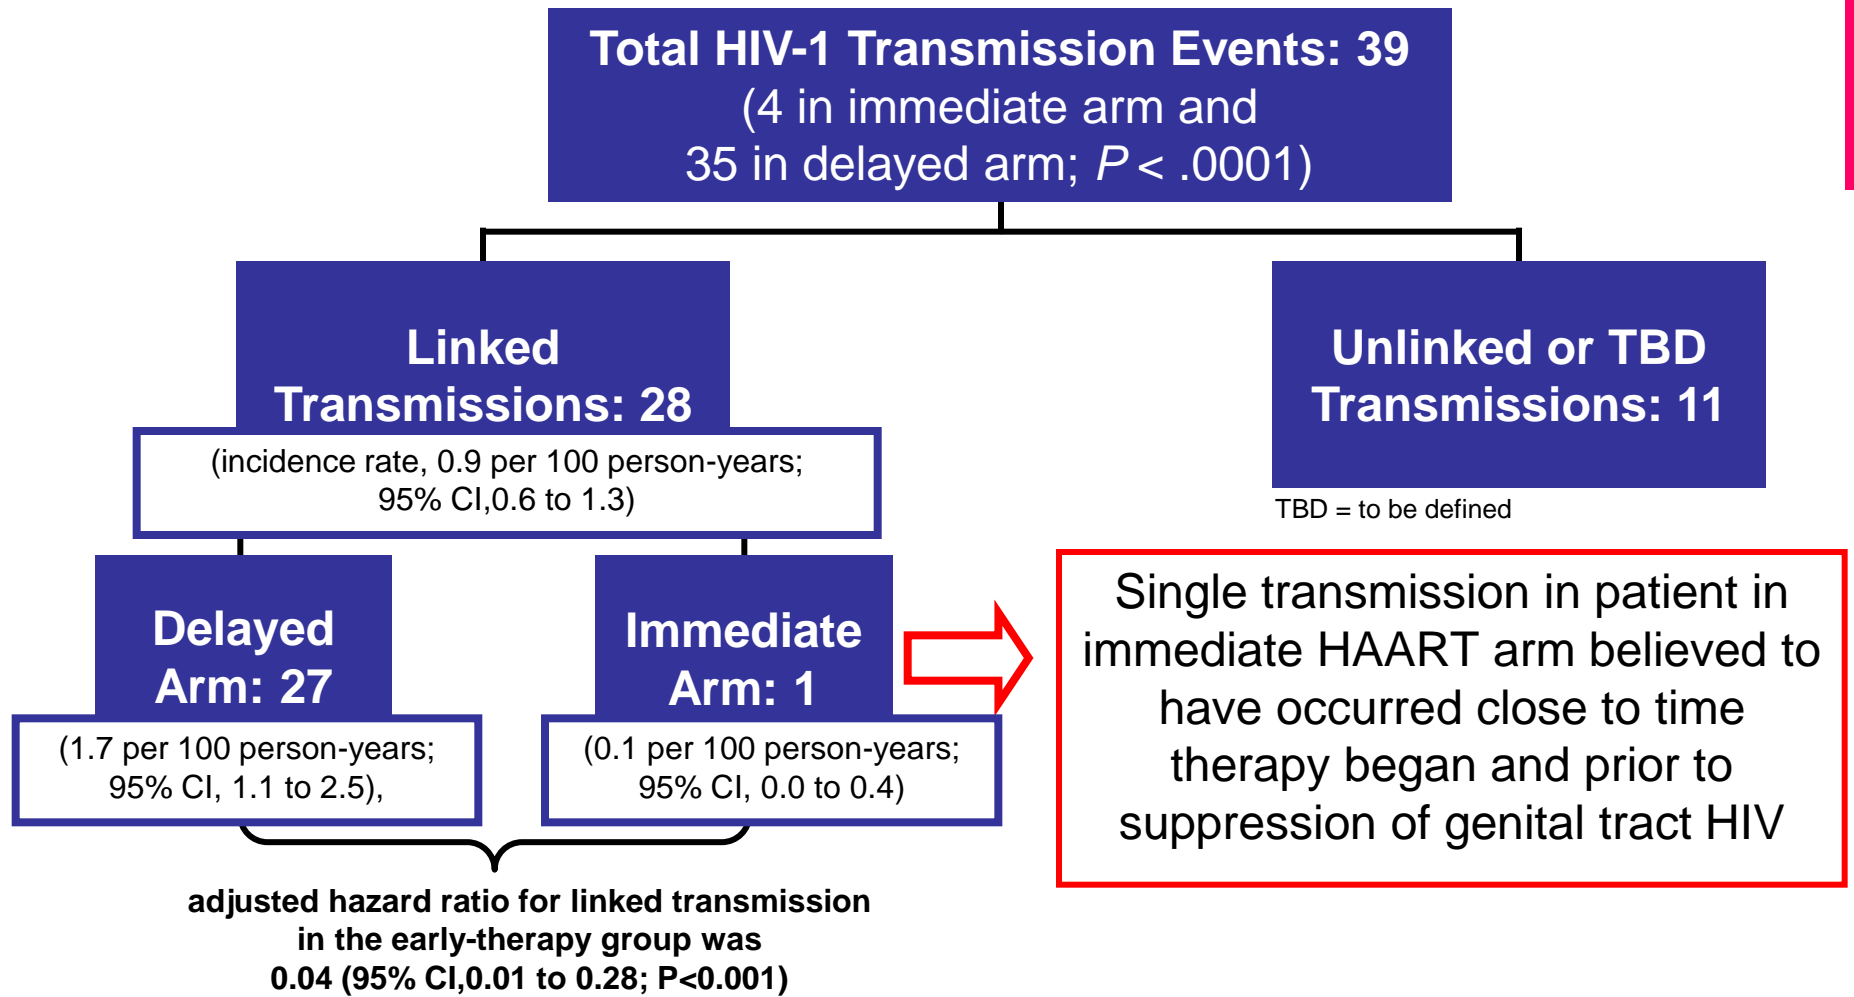 Total HIV-1 Transmission Events: 39
(4 in immediate arm and
35 in delayed arm; P < .0001)
Linked
Transmissions: 28
(incidence rate, 0.9 per 100 person-years;
95% CI,0.6 to 1.3)
Unlinked or TBD
Transmissions: 11
TBD = to be defined
Delayed
Arm: 27
(1.7 per 100 person-years;
95% CI, 1.1 to 2.5),
Immediate
Arm: 1
(0.1 per 100 person-years;
95% CI, 0.0 to 0.4)
Single transmission in patient in
immediate HAART arm believed to
have occurred close to time
therapy began and prior to
suppression of genital tract HIV
adjusted hazard ratio for linked transmission
in the early-therapy group was
0.04 (95% CI,0.01 to 0.28; P<0.001)